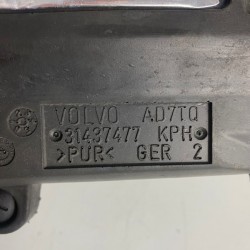 VOLVO AD7TQ
31437477 KPH
>PUR< GER 2